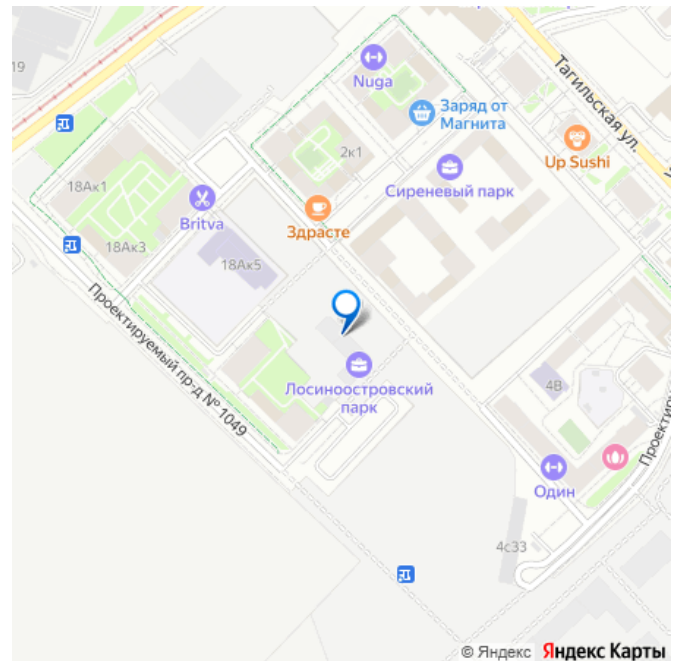 19
Nuga
Тагильская ул.
Заряд от
Магнита
Up Sushi
2к1
Сиреневый парк
18Ак1
Britva
Здрасте
18Ак3
18Ак5
Проектируемый пр-д № 1049
Лосиноостровский
парк
4В
Один
4с33
© Яндекс Яндекс Карты